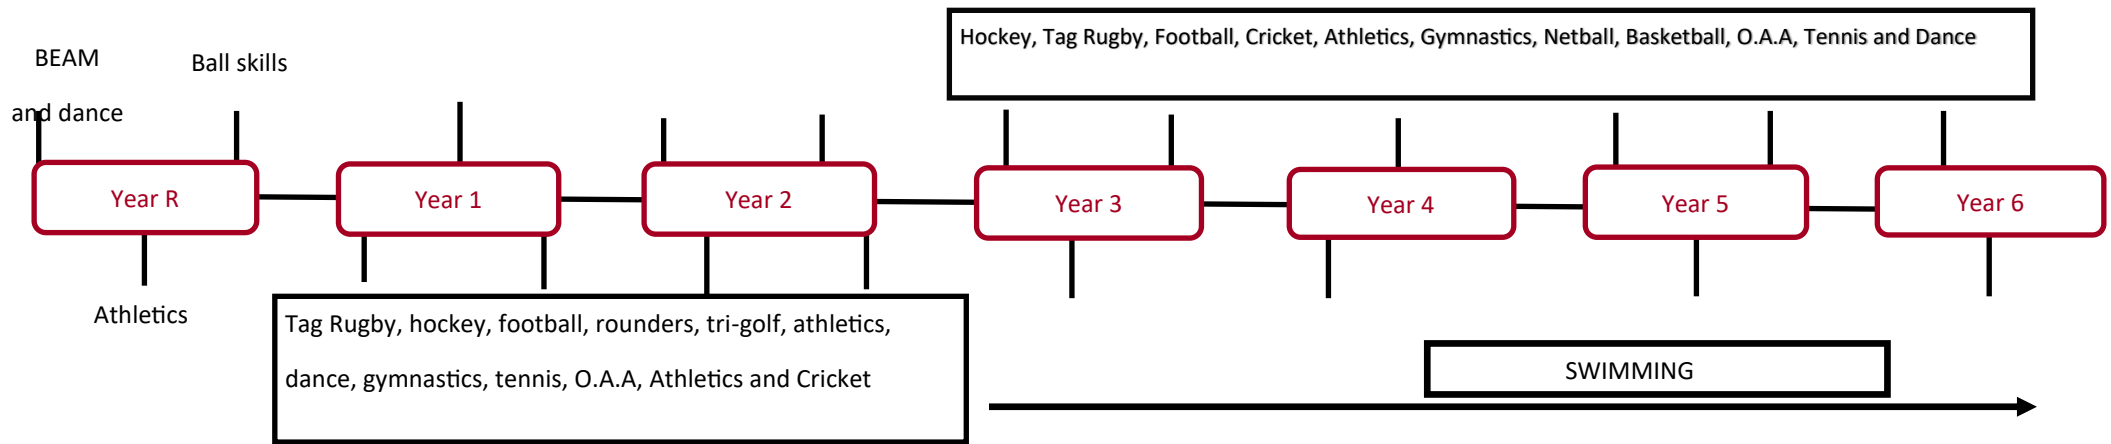 BEAM
and dance
Ball skills
Hockey, Tag Rugby, Football, Cricket, Athletics, Gymnastics, Netball, Basketball, O.A.A, Tennis and Dance
Year R
Year 1
Year 2
Year 3
Year 4
Year 5
Year 6
Athletics
Tag Rugby, hockey, football, rounders, tri-golf, athletics,
dance, gymnastics, tennis, O.A.A, Athletics and Cricket
SWIMMING